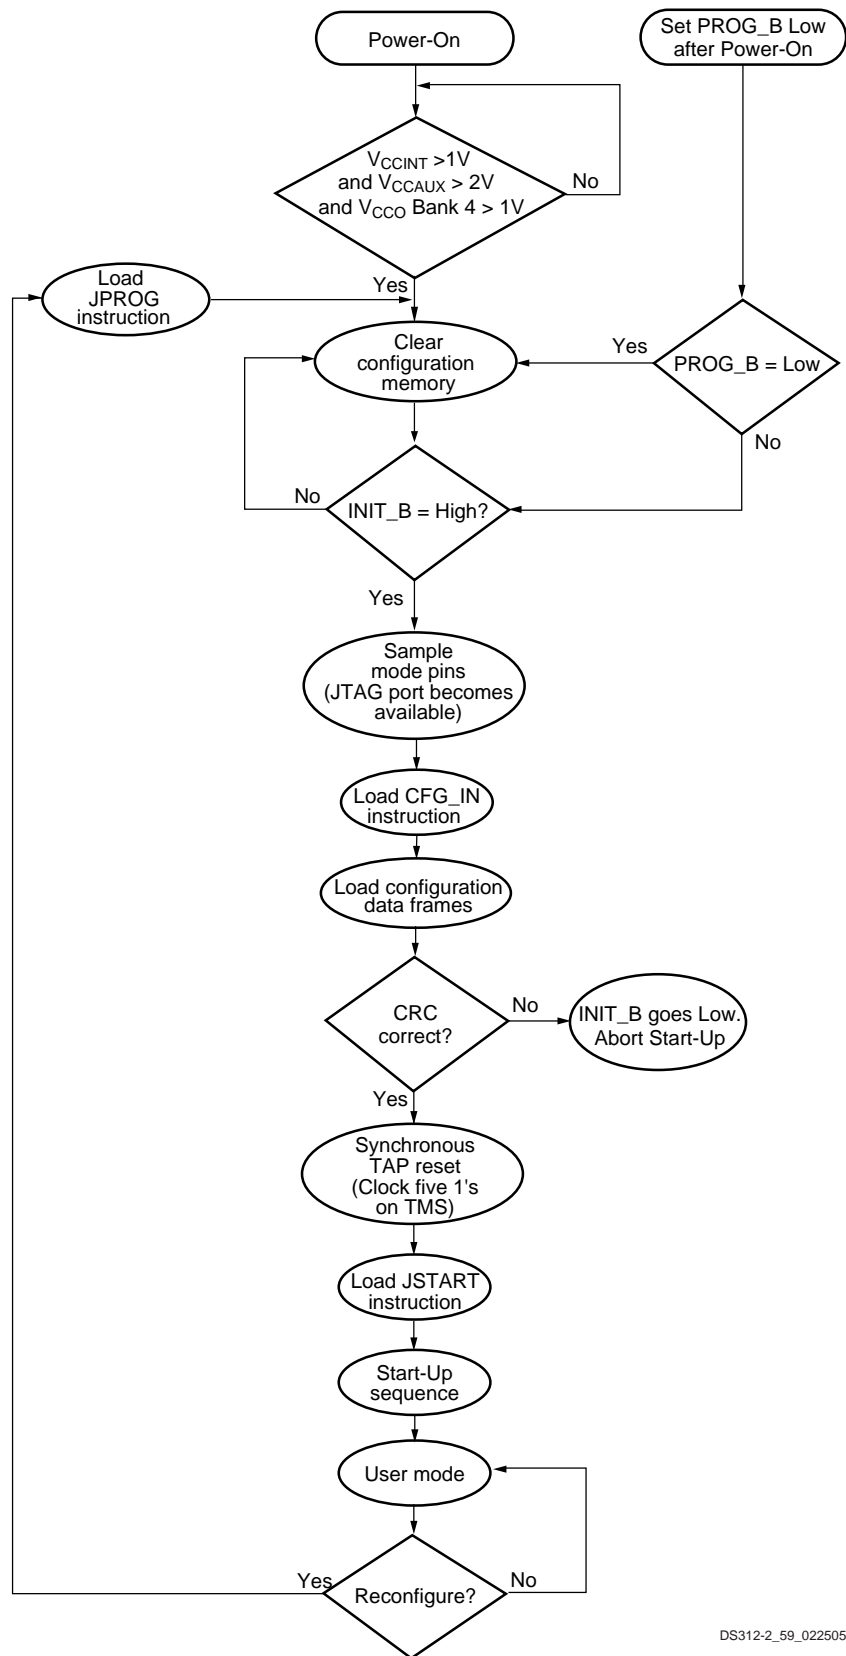 Power-On
Set PROG_B Low
after Power-On
VCCINT >1V
and VCCAUX > 2V
and VCCO Bank 4 > 1V
No
Yes
Load
JPROG
instruction
Clear
configuration
memory
Yes
PROG_B = Low
No
No
INIT_B = High?
Yes
Sample
mode pins
(JTAG port becomes
available)
Load CFG_IN
instruction
Load configuration
data frames
CRC
correct?
No
INIT_B goes Low.
Abort Start-Up
Yes
Synchronous
TAP reset
(Clock five 1's
on TMS)
Load JSTART
instruction
Start-Up
sequence
User mode
Yes
Reconfigure?
No
DS312-2_59_022505